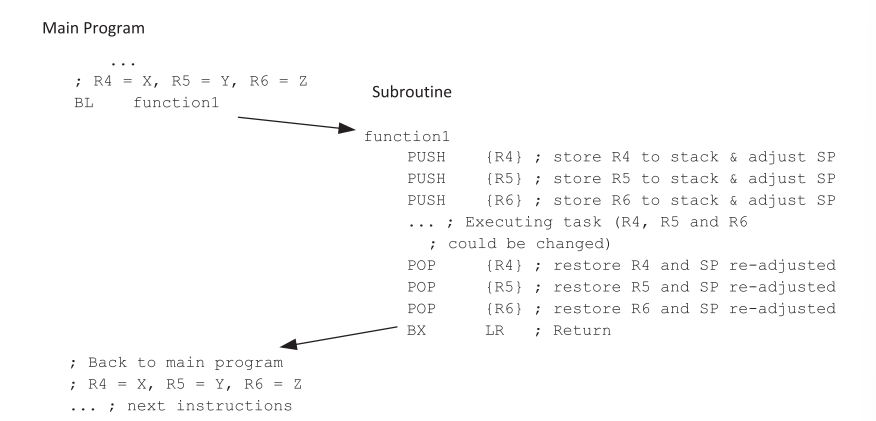 Main Program
...
; R4 = X, R5 = Y, R6 = Z
BL function1
Subroutine
function1
PUSH {R4} ; store R4 to stack & adjust SP
PUSH {R5} ; store R5 to stack & adjust SP
PUSH {R6} ; store R6 to stack & adjust SP
... ; Executing task (R4, R5 and R6
; could be changed)
POP {R4} ; restore R4 and SP re-adjusted
POP {R5} ; restore R5 and SP re-adjusted
POP {R6} ; restore R6 and SP re-adjusted
BX LR ; Return
; Back to main program
; R4 = X, R5 = Y, R6 = Z
... ; next instructions